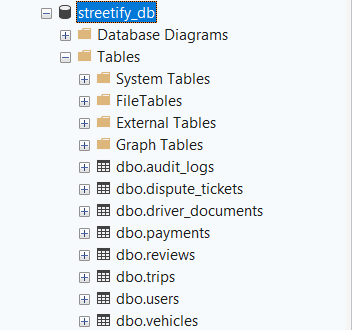 streetify_db
Database Diagrams
Tables
System Tables
FileTables
External Tables
Graph Tables
dbo.audit_logs
dbo.dispute_tickets
dbo.driver_documents
dbo.payments
dbo.reviews
dbo.trips
dbo.users
dbo.vehicles